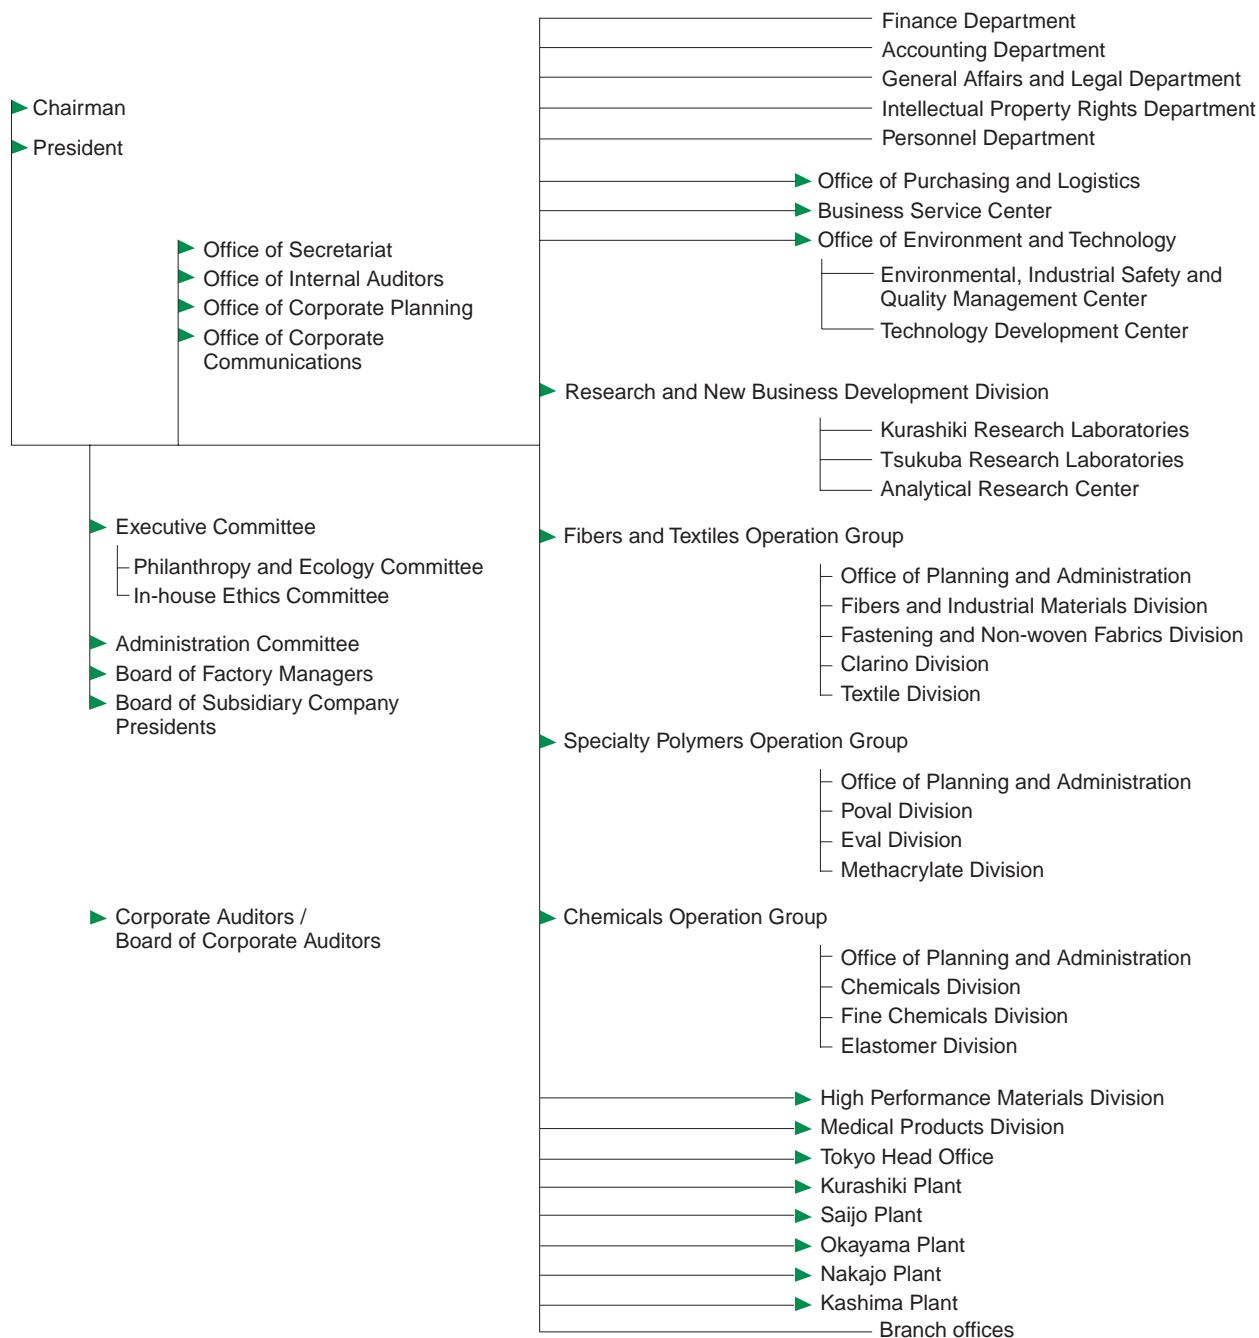 Chairman
President
Office of Secretariat
Office of Internal Auditors
Office of Corporate Planning
Office of Corporate
Communications
Executive Committee
Philanthropy and Ecology Committee
In-house Ethics Committee
Administration Committee
Board of Factory Managers
Board of Subsidiary Company
Presidents
Corporate Auditors /
Board of Corporate Auditors
Finance Department
Accounting Department
General Affairs and Legal Department
Intellectual Property Rights Department
Personnel Department
Office of Purchasing and Logistics
Business Service Center
Office of Environment and Technology
Environmental, Industrial Safety and
Quality Management Center
Technology Development Center
Research and New Business Development Division
Kurashiki Research Laboratories
Tsukuba Research Laboratories
Analytical Research Center
Fibers and Textiles Operation Group
Office of Planning and Administration
Fibers and Industrial Materials Division
Fastening and Non-woven Fabrics Division
Clarino Division
Textile Division
Specialty Polymers Operation Group
Office of Planning and Administration
Poval Division
Eval Division
Methacrylate Division
Chemicals Operation Group
Office of Planning and Administration
Chemicals Division
Fine Chemicals Division
Elastomer Division
High Performance Materials Division
Medical Products Division
Tokyo Head Office
Kurashiki Plant
Saijo Plant
Okayama Plant
Nakajo Plant
Kashima Plant
Branch offices